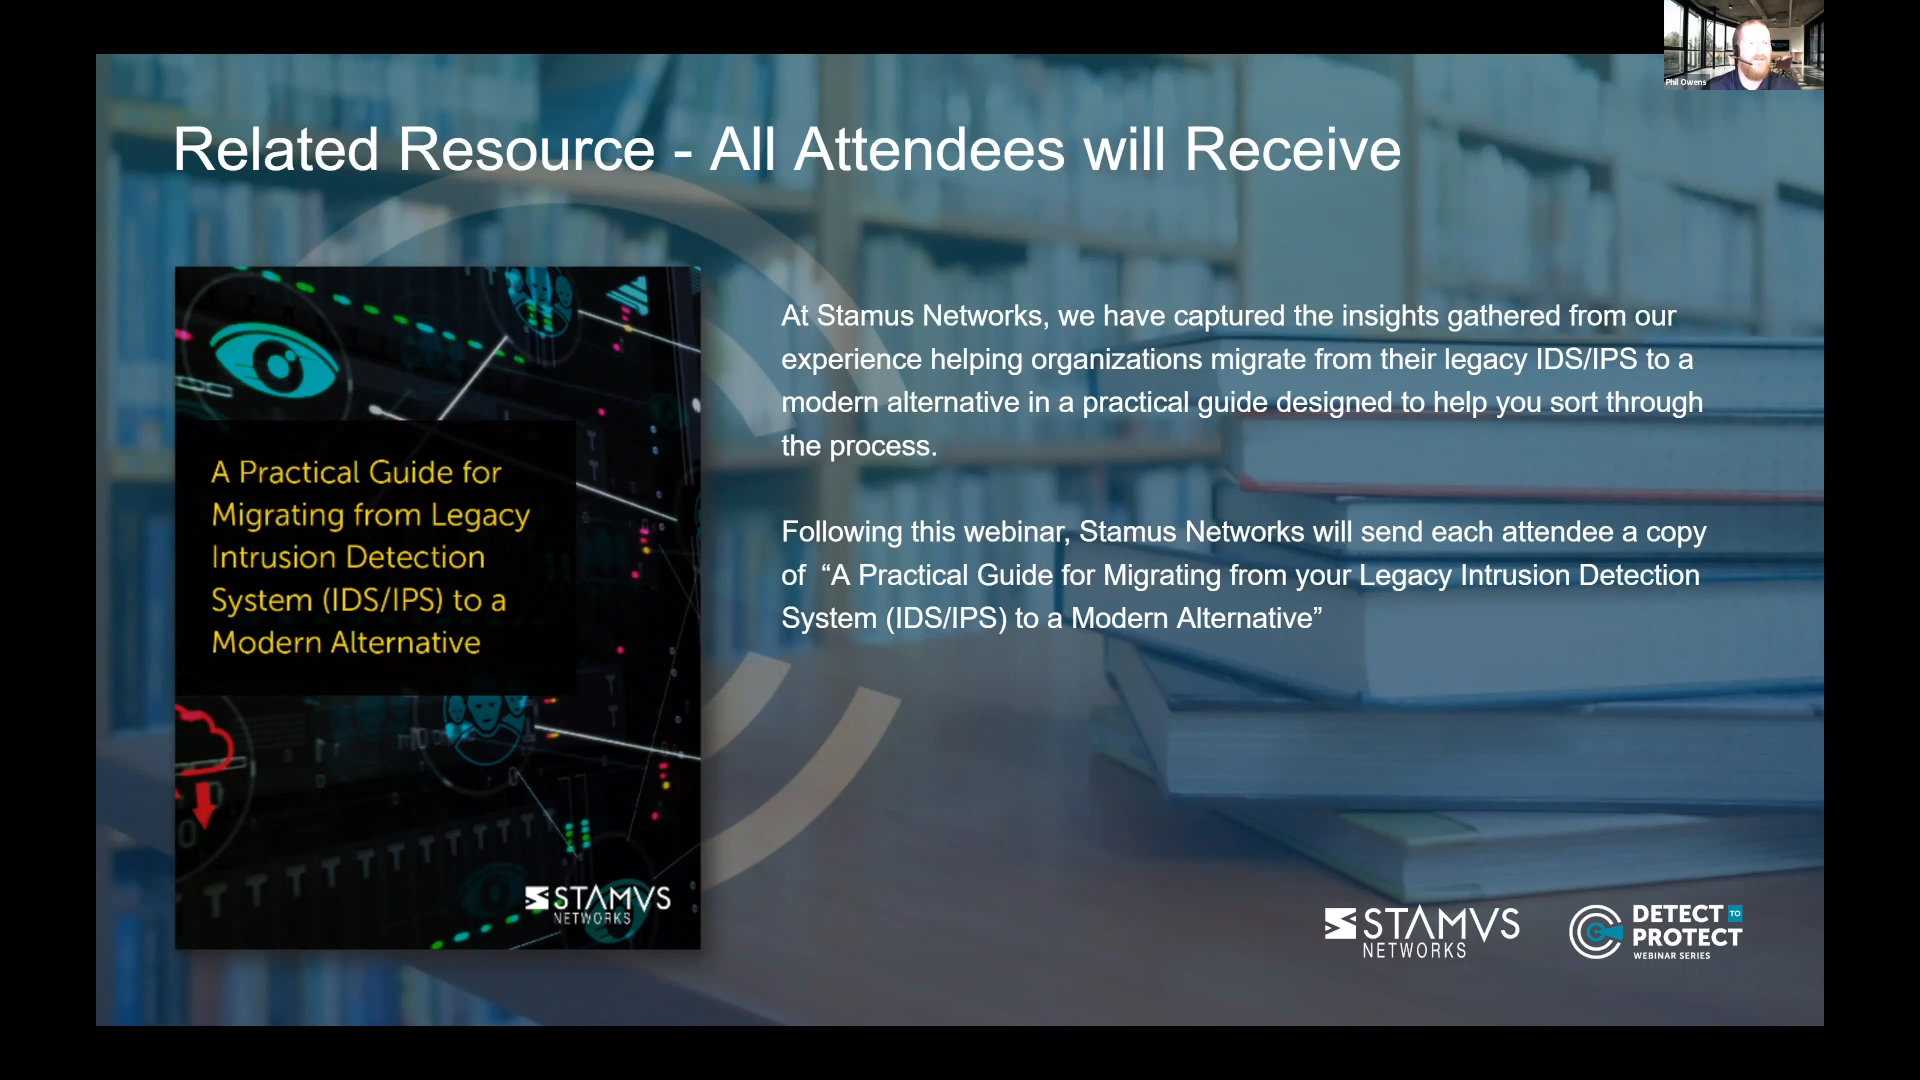 Phil Owens
Related Resource - All Attendees will Receive
A Practical Guide for
Migrating from Legacy
Intrusion Detection
System (IDS/IPS) to a
Modern Alternative
STAMVS
NETWORKS
At Stamus Networks, we have captured the insights gathered from our
experience helping organizations migrate from their legacy IDS/IPS to a
modern alternative in a practical guide designed to help you sort through
the process.
Following this webinar, Stamus Networks will send each attendee a copy
of “A Practical Guide for Migrating from your Legacy Intrusion Detection
System (IDS/IPS) to a Modern Alternative”
STAMVS
NETWORKS
DETECT TO
PROTECT
WEBINAR SERIES